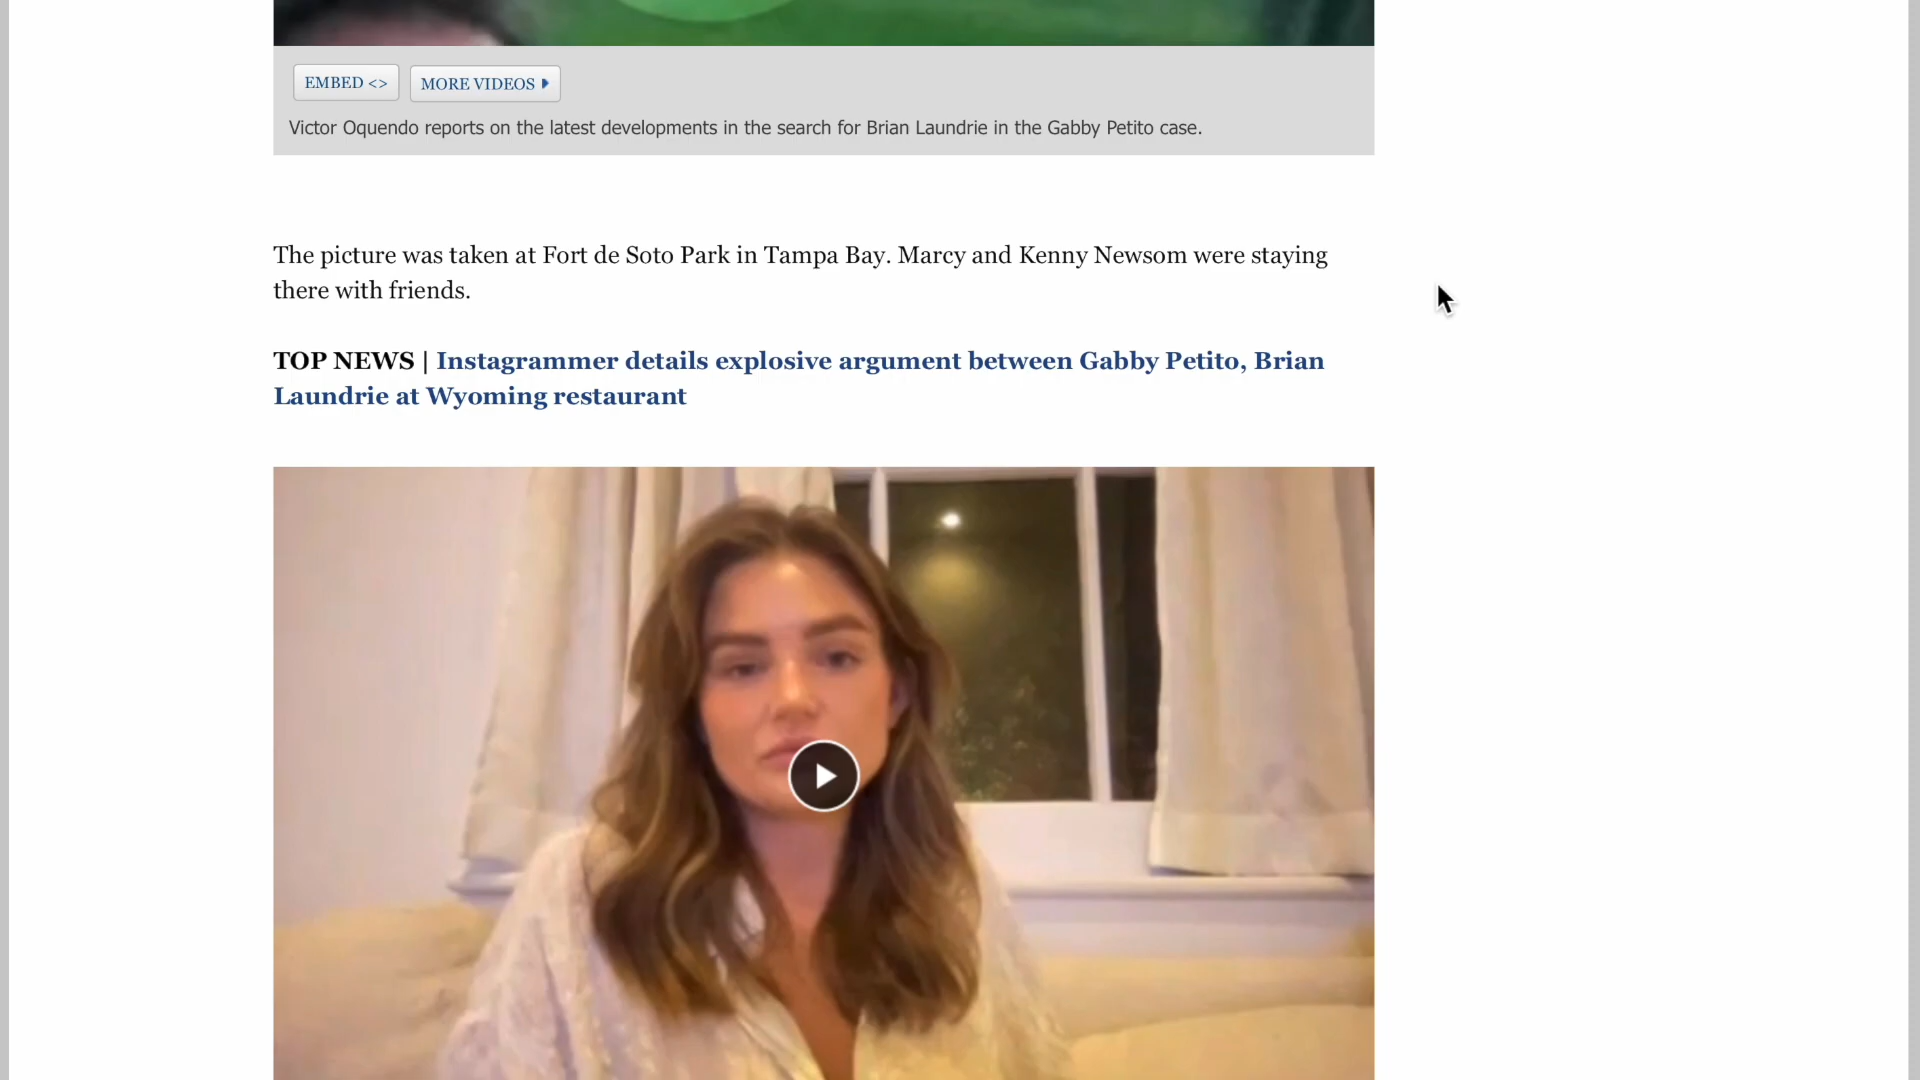 EMBED <> MORE VIDEOS
Victor Oquendo reports on the latest developments in the search for Brian Laundrie in the Gabby Petito case.
The picture was taken at Fort de Soto Park in Tampa Bay. Marcy and Kenny Newsom were staying
there with friends.
TOP NEWS | Instagrammer details explosive argument between Gabby Petito, Brian
Laundrie at Wyoming restaurant